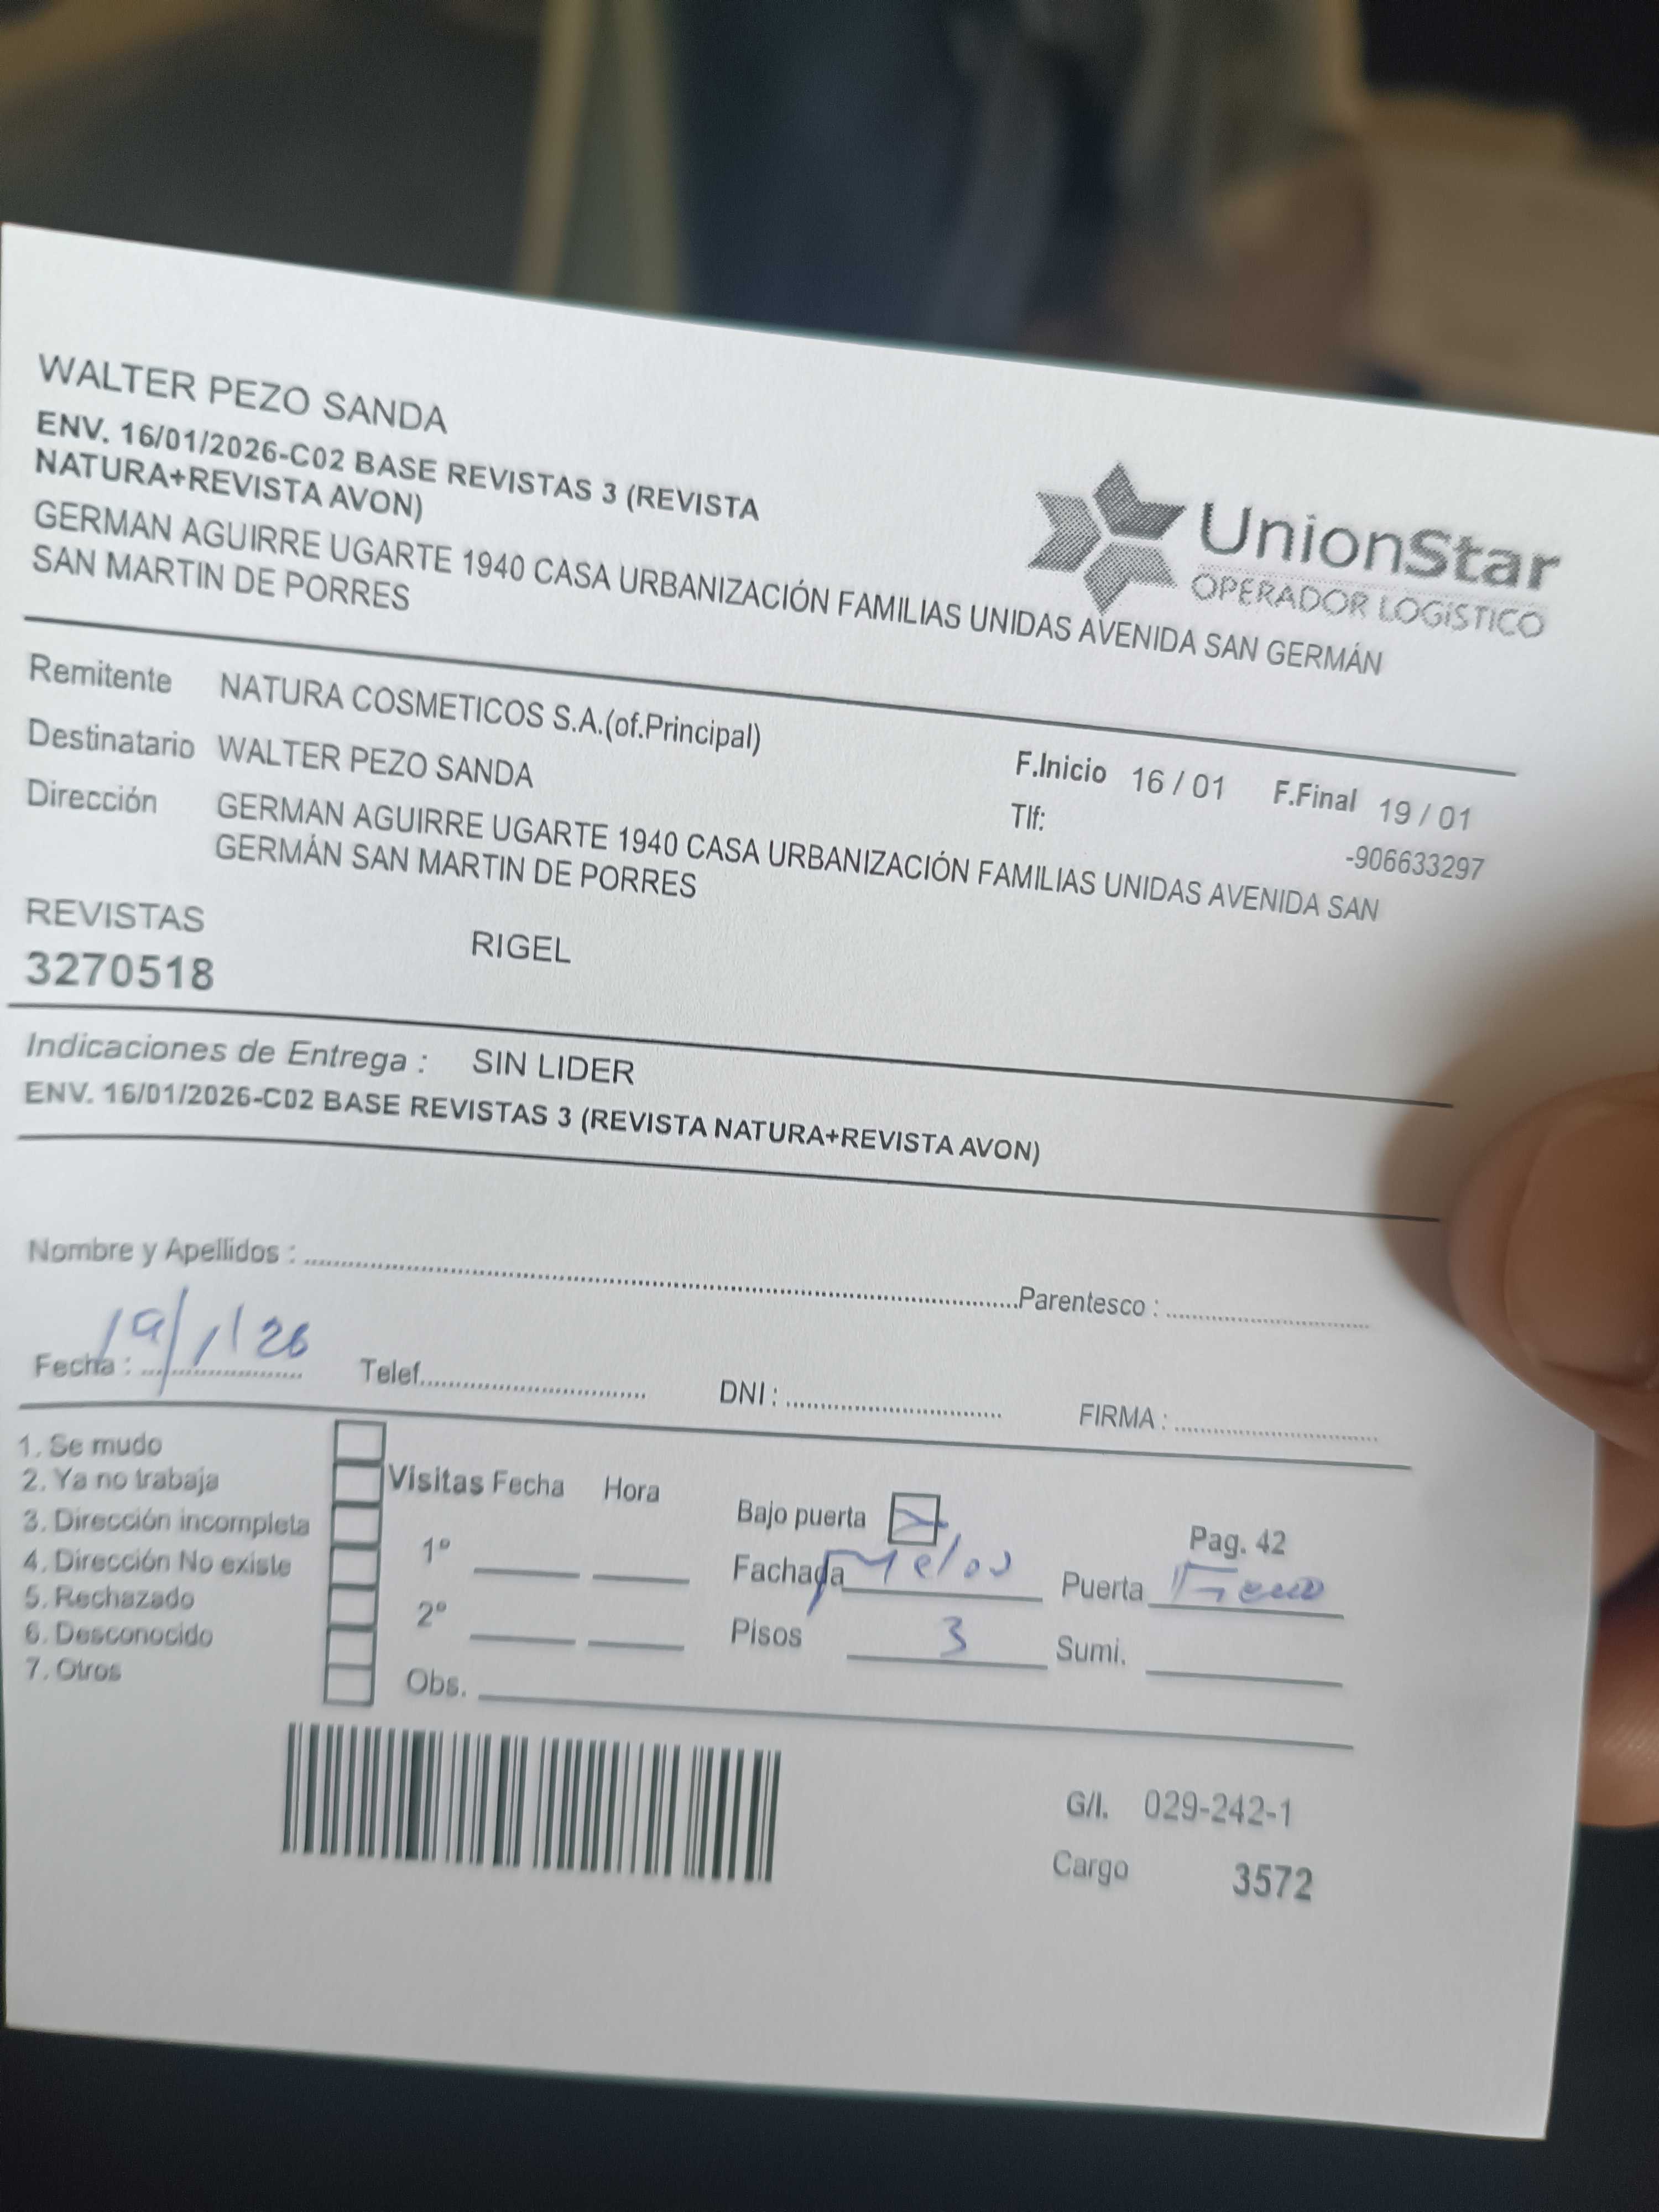 WALTER PEZO SANDA
ENV. 16/01/2026-C02 BASE REVISTAS 3 (REVISTA
NATURA+REVISTA AVON)
GERMAN AGUIRRE UGARTE 1940 CASA URBANIZACIÓN FAMILIAS UNIDAS AVENIDA SAN GERMÁN
SAN MARTIN DE PORRES
UnionStar
OPERADOR LOGISTICO
Remitente NATURA COSMETICOS S.A.(of.Principal)
F.Inicio 16 / 01 F.Final 19 / 01
Destinatario WALTER PEZO SANDA
Tlf: -906633297
Dirección GERMAN AGUIRRE UGARTE 1940 CASA URBANIZACIÓN FAMILIAS UNIDAS AVENIDA SAN
GERMÁN SAN MARTIN DE PORRES
REVISTAS RIGEL
3270518
Indicaciones de Entrega : SIN LIDER
ENV. 16/01/2026-C02 BASE REVISTAS 3 (REVISTA NATURA+REVISTA AVON)
Nombre y Apellidos : Parentesco :
Fecha : 19/1/26 Telef. DNI : FIRMA :
1. Se mudo
2. Ya no trabaja
3. Dirección incompleta
4. Dirección No existe
5. Rechazado
6. Desconocido
7. Otros
Visitas Fecha Hora
1º
2º
Obs.
Bajo puerta Pag. 42
Fachada Puerta
Pisos 3 Sumi.
G/I. 029-242-1
Cargo 3572